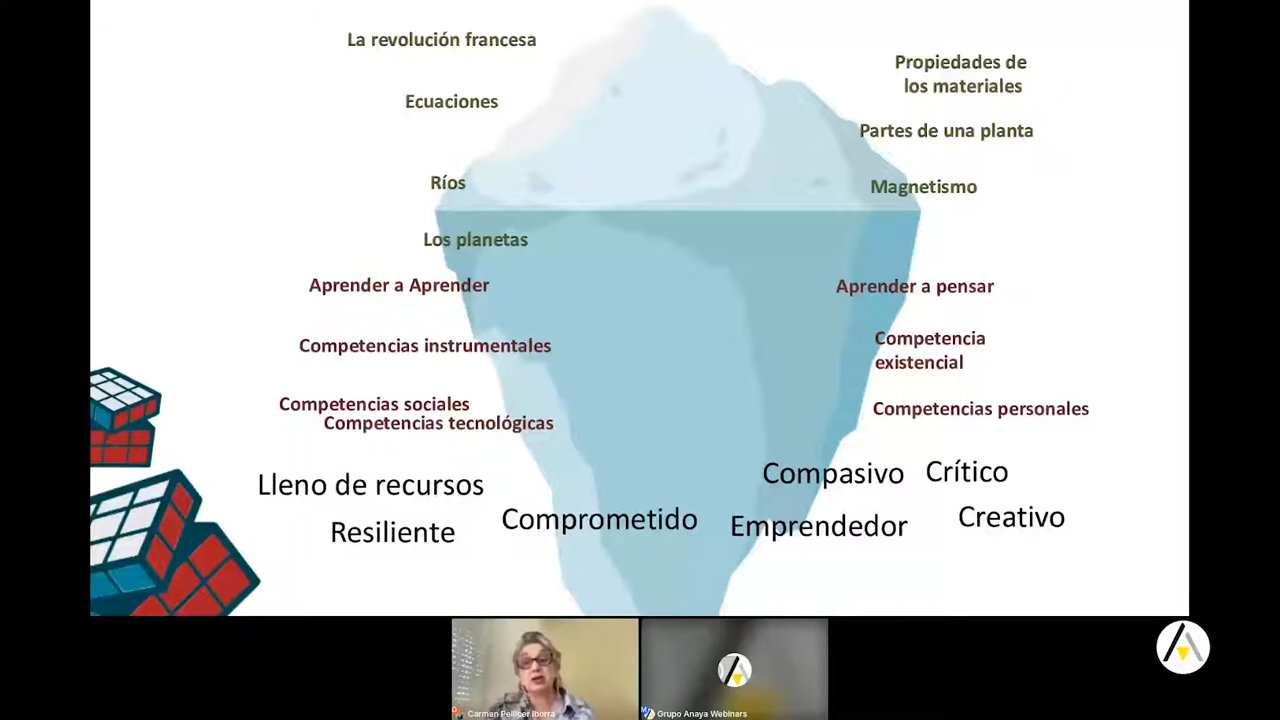 La revolución francesa
Propiedades de
los materiales
Ecuaciones
Partes de una planta
Ríos
Magnetismo
Los planetas
Aprender a Aprender
Aprender a pensar
Competencias instrumentales
Competencia
existencial
Competencias sociales
Competencias personales
Competencias tecnológicas
Lleno de recursos
Compasivo
Crítico
Resiliente
Comprometido
Emprendedor
Creativo
Carmen Pellicer Iborra
Grupo Anaya Webinars